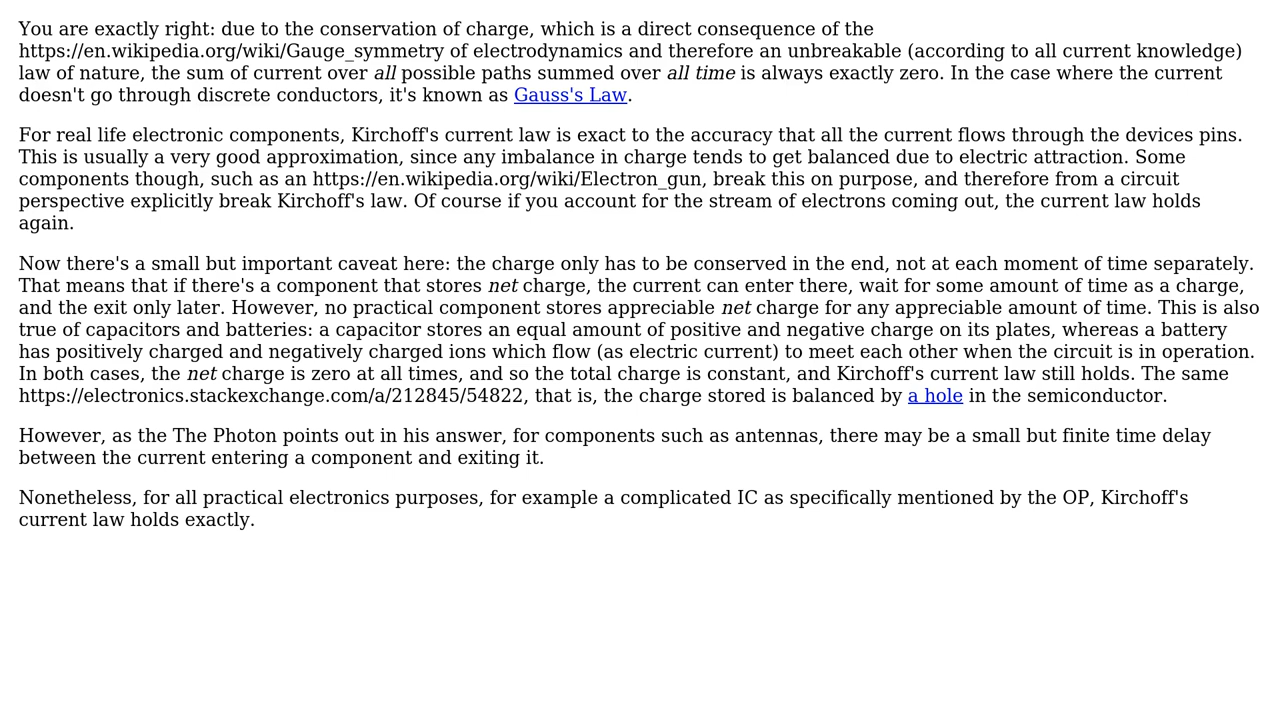 You are exactly right: due to the conservation of charge, which is a direct consequence of the
https://en.wikipedia.org/wiki/Gauge_symmetry of electrodynamics and therefore an unbreakable (according to all current knowledge)
law of nature, the sum of current over all possible paths summed over all time is always exactly zero. In the case where the current
doesn't go through discrete conductors, it's known as Gauss's Law.
For real life electronic components, Kirchoff's current law is exact to the accuracy that all the current flows through the devices pins.
This is usually a very good approximation, since any imbalance in charge tends to get balanced due to electric attraction. Some
components though, such as an https://en.wikipedia.org/wiki/Electron_gun, break this on purpose, and therefore from a circuit
perspective explicitly break Kirchoff's law. Of course if you account for the stream of electrons coming out, the current law holds
again.
Now there's a small but important caveat here: the charge only has to be conserved in the end, not at each moment of time separately.
That means that if there's a component that stores net charge, the current can enter there, wait for some amount of time as a charge,
and the exit only later. However, no practical component stores appreciable net charge for any appreciable amount of time. This is also
true of capacitors and batteries: a capacitor stores an equal amount of positive and negative charge on its plates, whereas a battery
has positively charged and negatively charged ions which flow (as electric current) to meet each other when the circuit is in operation.
In both cases, the net charge is zero at all times, and so the total charge is constant, and Kirchoff's current law still holds. The same
https://electronics.stackexchange.com/a/212845/54822, that is, the charge stored is balanced by a hole in the semiconductor.
However, as the The Photon points out in his answer, for components such as antennas, there may be a small but finite time delay
between the current entering a component and exiting it.
Nonetheless, for all practical electronics purposes, for example a complicated IC as specifically mentioned by the OP, Kirchoff's
current law holds exactly.